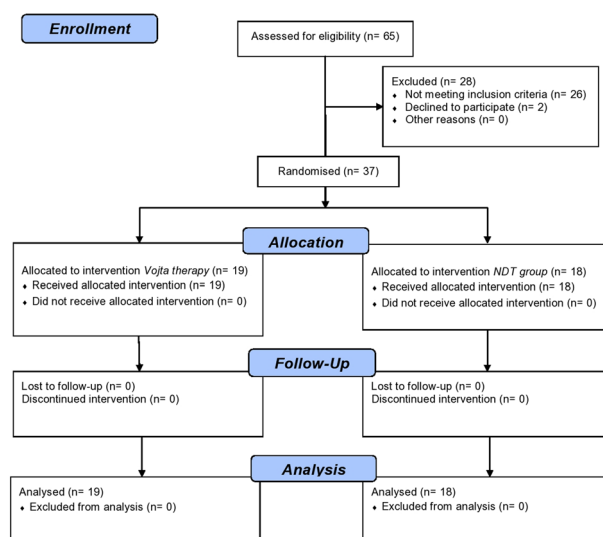 Enrollment
Assessed for eligibility (n= 65)
Excluded (n= 28)
♦ Not meeting inclusion criteria (n= 26)
♦ Declined to participate (n= 2)
♦ Other reasons (n= 0)
Randomised (n= 37)
Allocation
Allocated to intervention Vojta therapy (n= 19)
♦ Received allocated intervention (n= 19)
♦ Did not receive allocated intervention (n= 0)
Allocated to intervention NDT group (n= 18)
♦ Received allocated intervention (n= 18)
♦ Did not receive allocated intervention (n= 0)
Follow-Up
Lost to follow-up (n= 0)
Discontinued intervention (n= 0)
Lost to follow-up (n= 0)
Discontinued intervention (n= 0)
Analysis
Analysed (n= 19)
♦ Excluded from analysis (n= 0)
Analysed (n= 18)
♦ Excluded from analysis (n= 0)